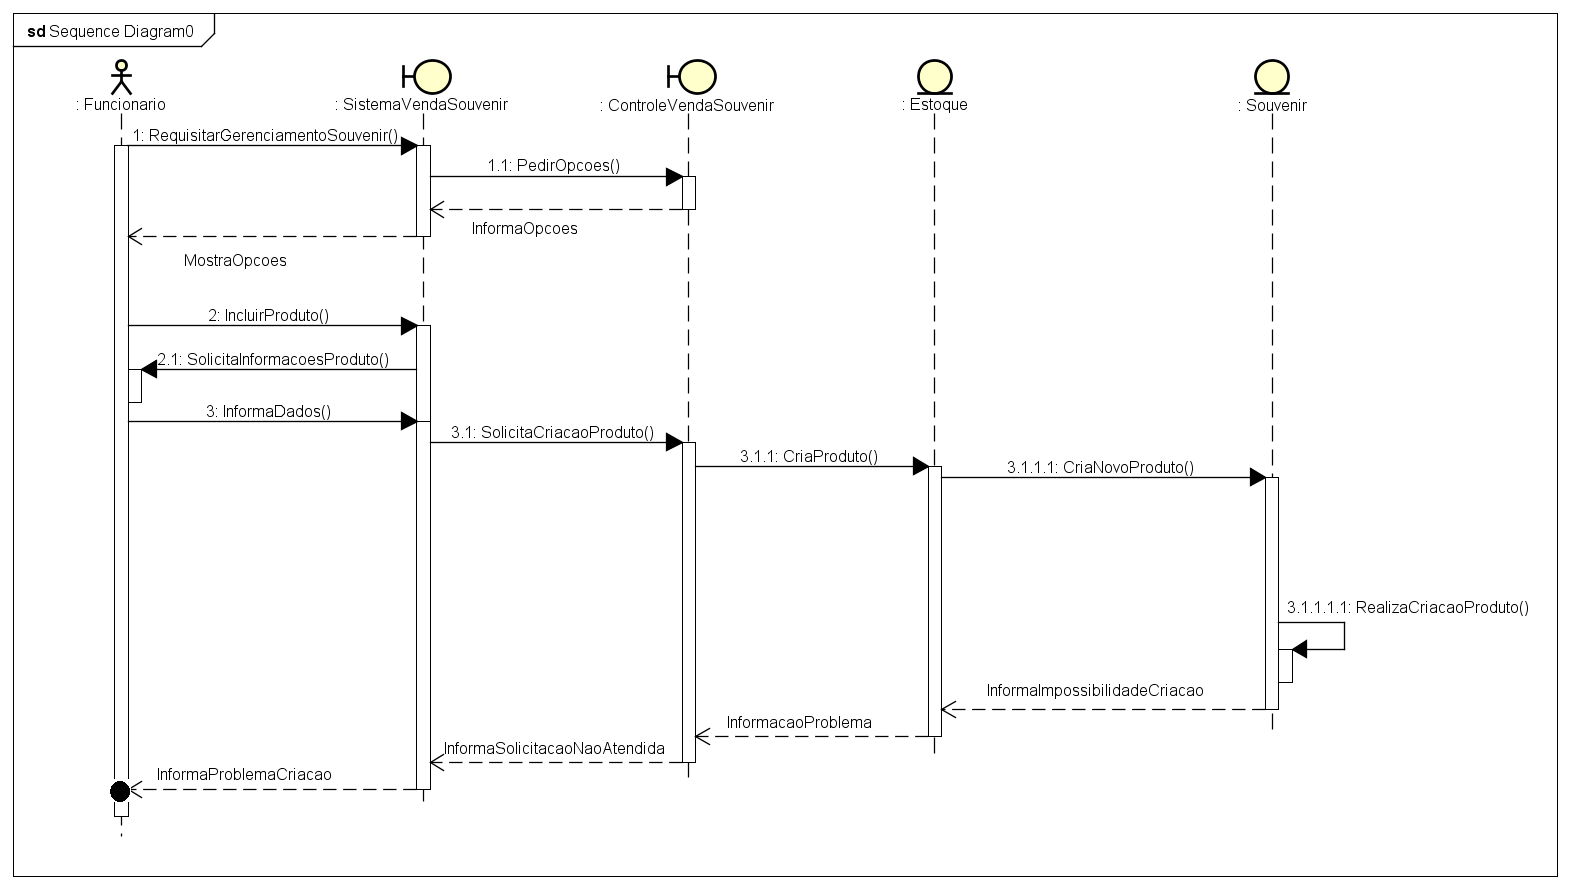 sd Sequence Diagram0
: Funcionario
: SistemaVendaSouvenir
: ControleVendaSouvenir
: Estoque
: Souvenir
1: RequisitarGerenciamentoSouvenir()
1.1: PedirOpcoes()
InformaOpcoes
MostraOpcoes
2: IncluirProduto()
2.1: SolicitaInformacoesProduto()
3: InformaDados()
3.1: SolicitaCriacaoProduto()
3.1.1: CriaProduto()
3.1.1.1: CriaNovoProduto()
3.1.1.1.1: RealizaCriacaoProduto()
InformaImpossibilidadeCriacao
InformacaoProblema
InformaSolicitacaoNaoAtendida
InformaProblemaCriacao